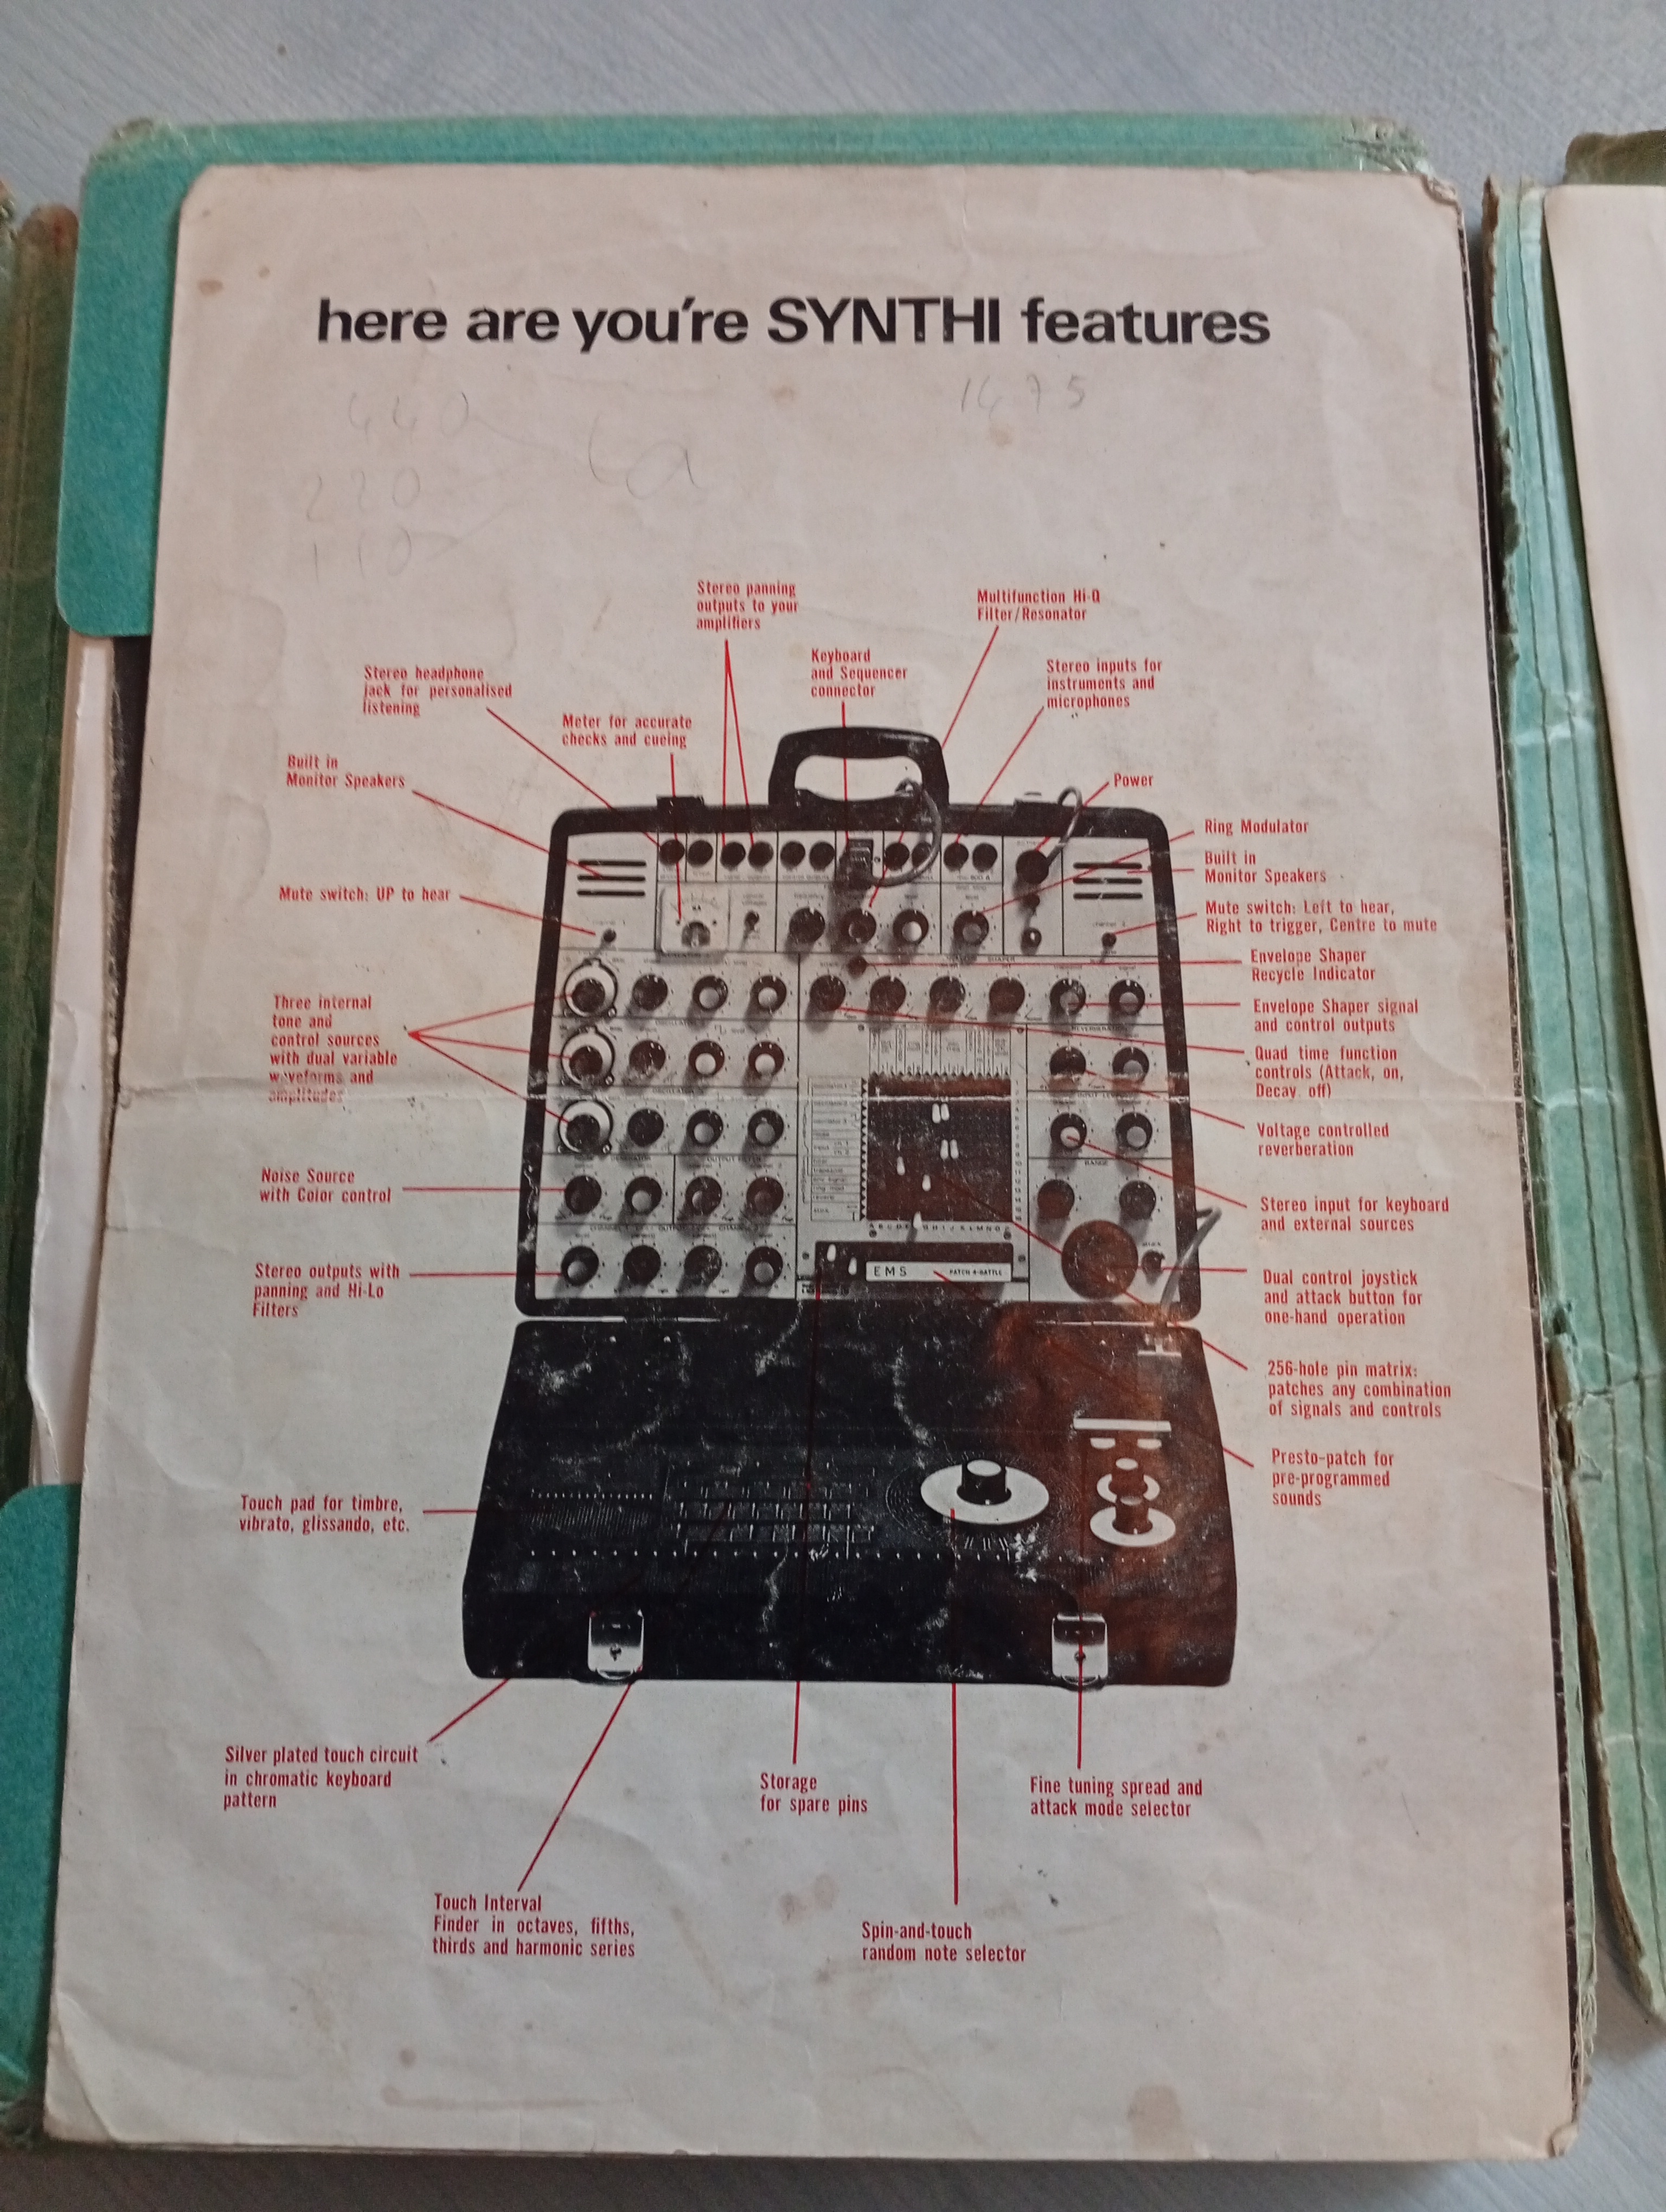 here are you're SYNTHI features
440
220
110
La
1475
Stereo panning
outputs to your
amplifiers
Multifunction Hi-Q
Filter/Resonator
Keyboard
and Sequencer
connector
Stereo inputs for
instruments and
microphones
Stereo headphone
jack for personalised
listening
Meter for accurate
checks and cueing
Built in
Monitor Speakers
Power
Ring Modulator
Built in
Monitor Speakers
Mute switch: UP to hear
Mute switch: Left to hear,
Right to trigger, Centre to mute
Envelope Shaper
Recycle Indicator
Three internal
tone and
control sources
with dual variable
waveforms and
amplitudes
Envelope Shaper signal
and control outputs
Quad time function
controls (Attack, on,
Decay, off)
Voltage controlled
reverberation
Noise Source
with Color control
Stereo input for keyboard
and external sources
Stereo outputs with
panning and Hi-Lo
Filters
EMS
Dual control joystick
and attack button for
one-hand operation
256-hole pin matrix:
patches any combination
of signals and controls
Presto-patch for
pre-programmed
sounds
Touch pad for timbre,
vibrato, glissando, etc.
Silver plated touch circuit
in chromatic keyboard
pattern
Storage
for spare pins
Fine tuning spread and
attack mode selector
Touch Interval
Finder in octaves, fifths,
thirds and harmonic series
Spin-and-touch
random note selector